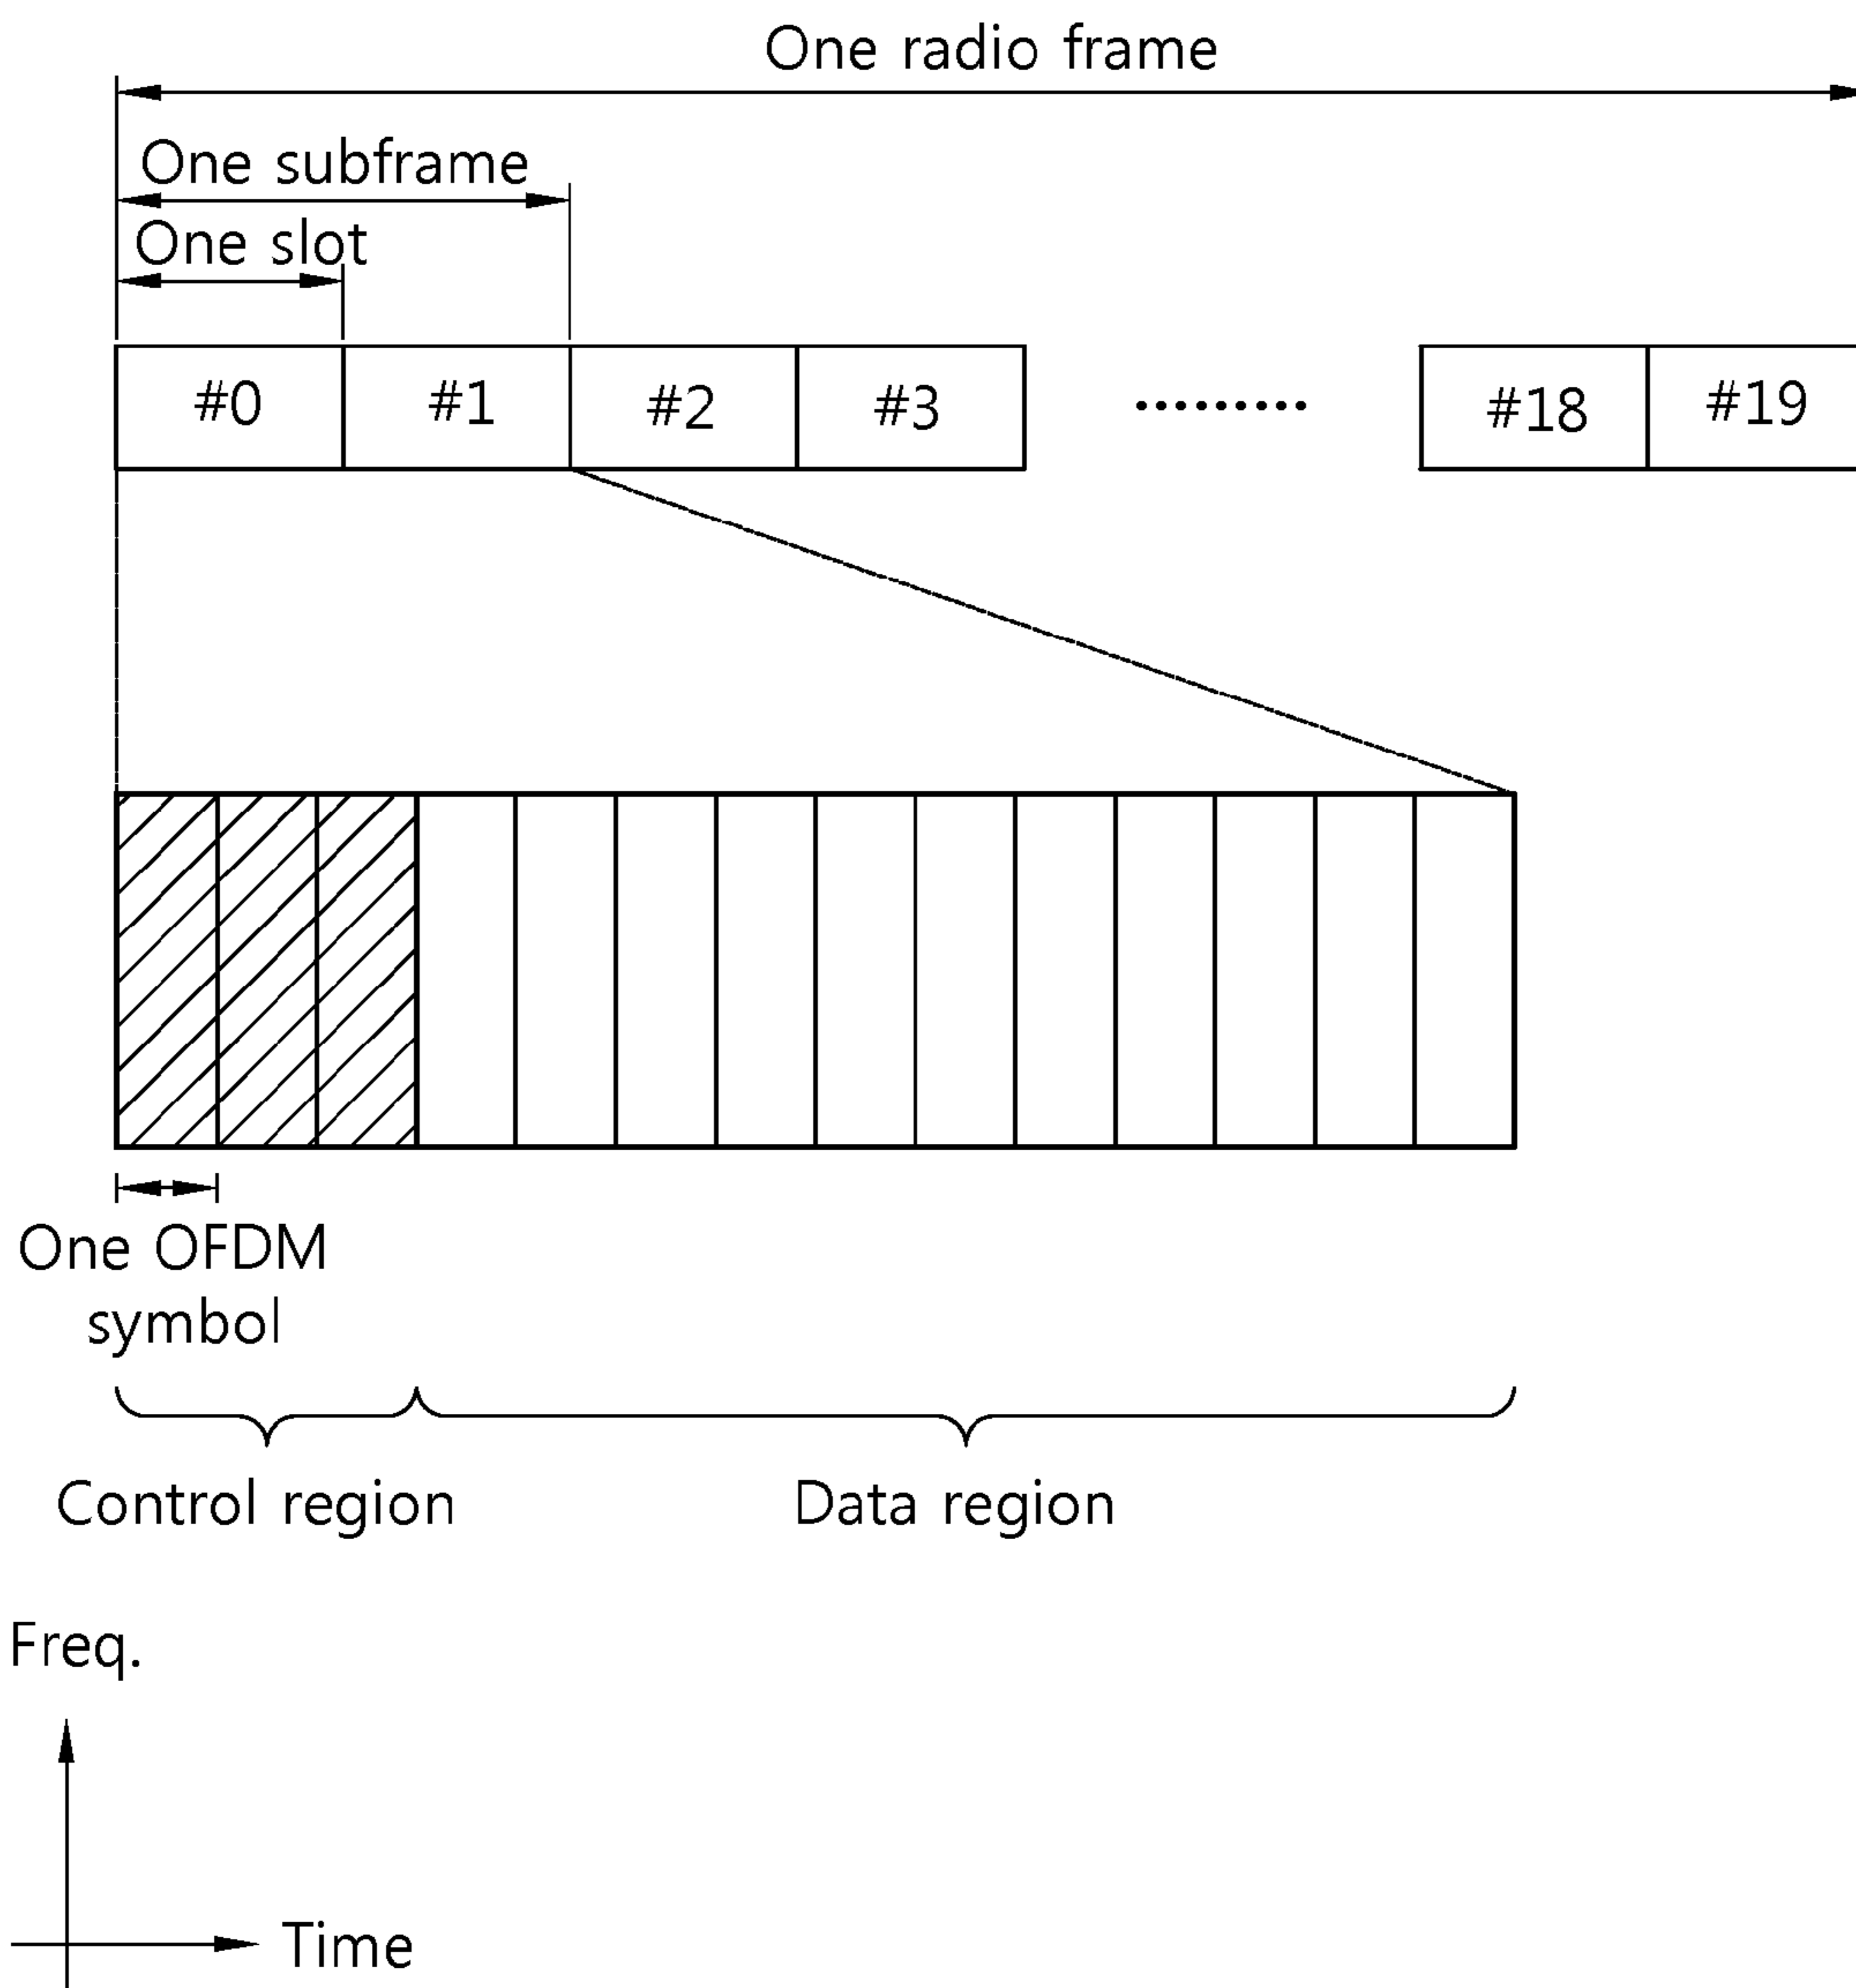 One radio frame
One subframe
One slot
#0 #1 #2 #3 ......... #18 #19
One OFDM
symbol
Control region
Data region
Freq.
Time